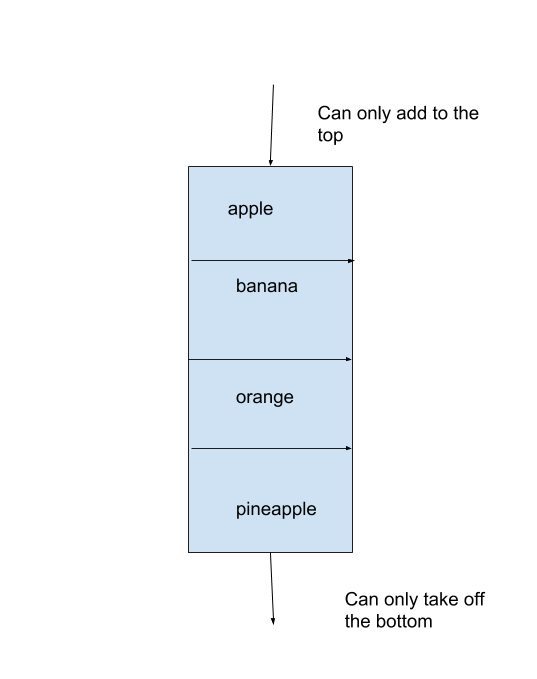 Can only add to the
top
apple
banana
orange
pineapple
Can only take off
the bottom